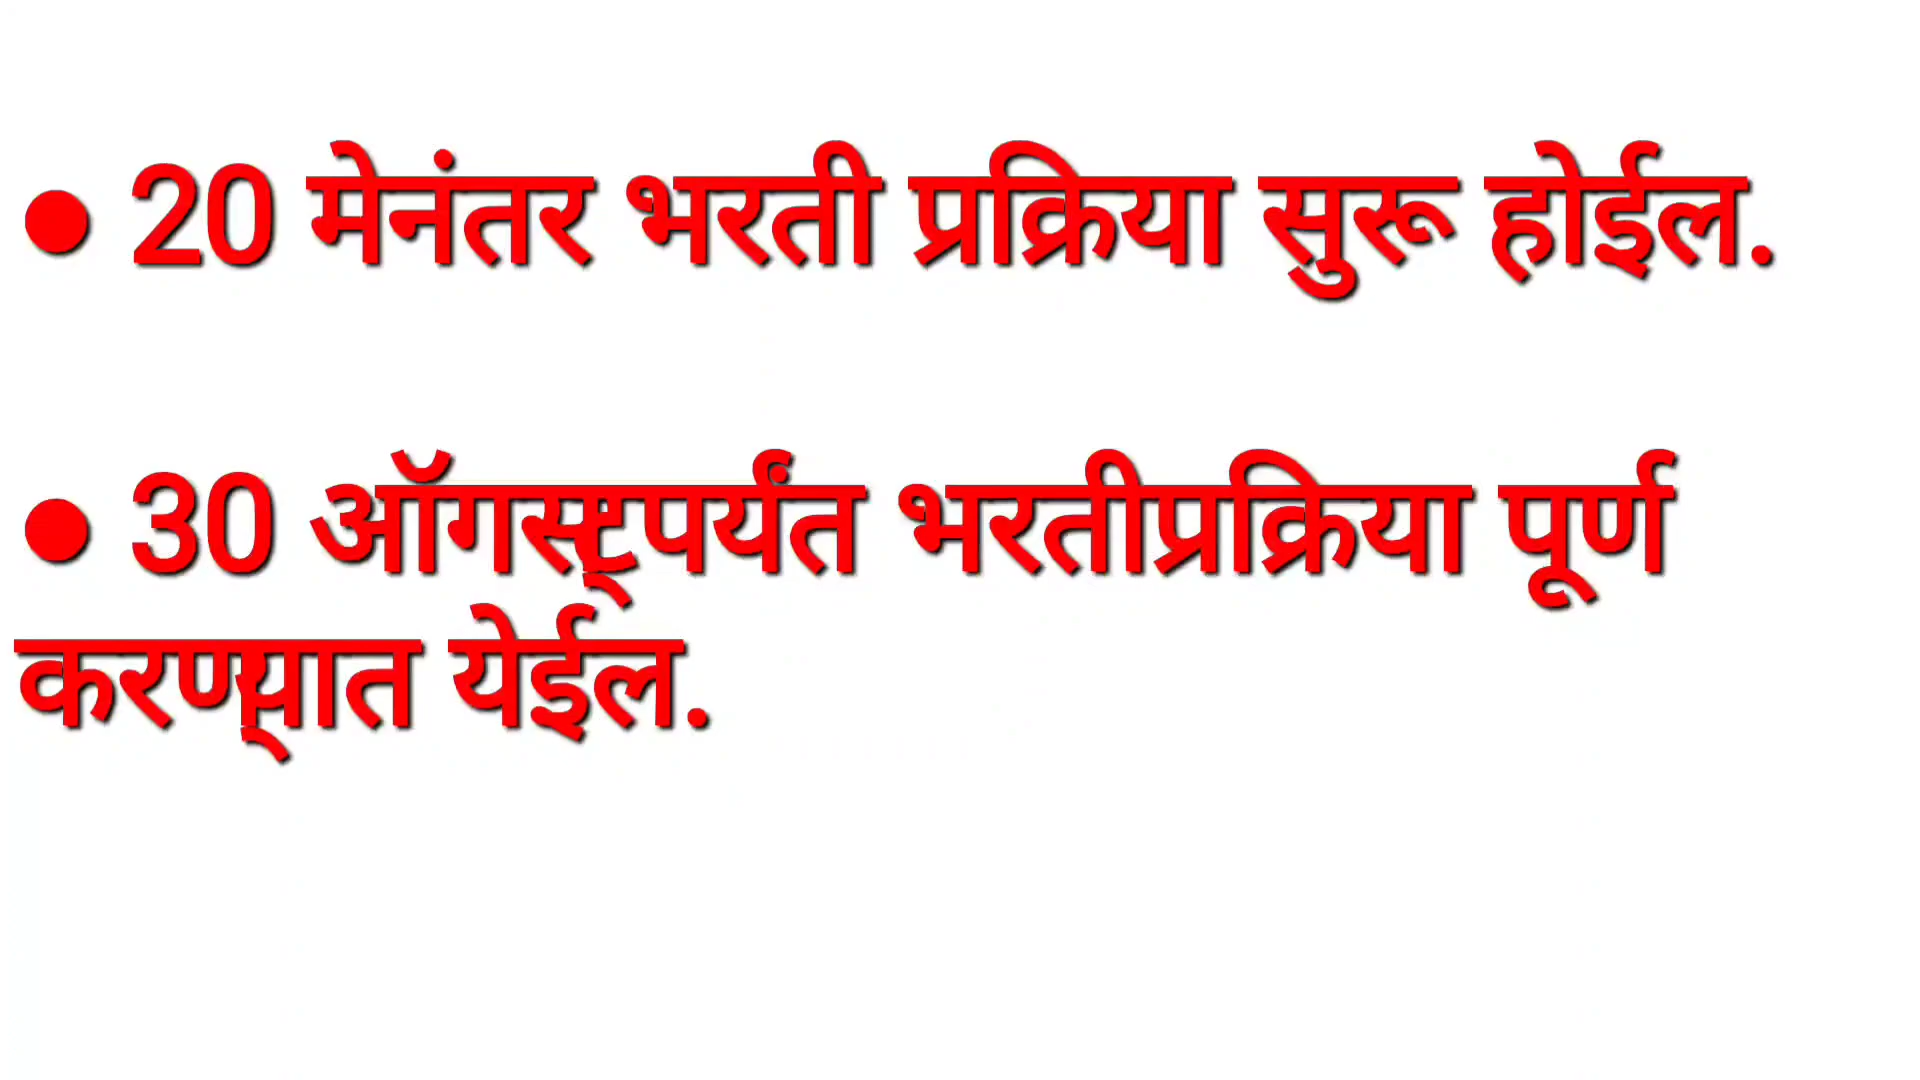 ● 20 मेनंतर भरती प्रक्रिया सुरू होईल.
● 30 ऑगस्ट्पर्यंत भरतीप्रक्रिया पूर्ण
करण्यात येईल.